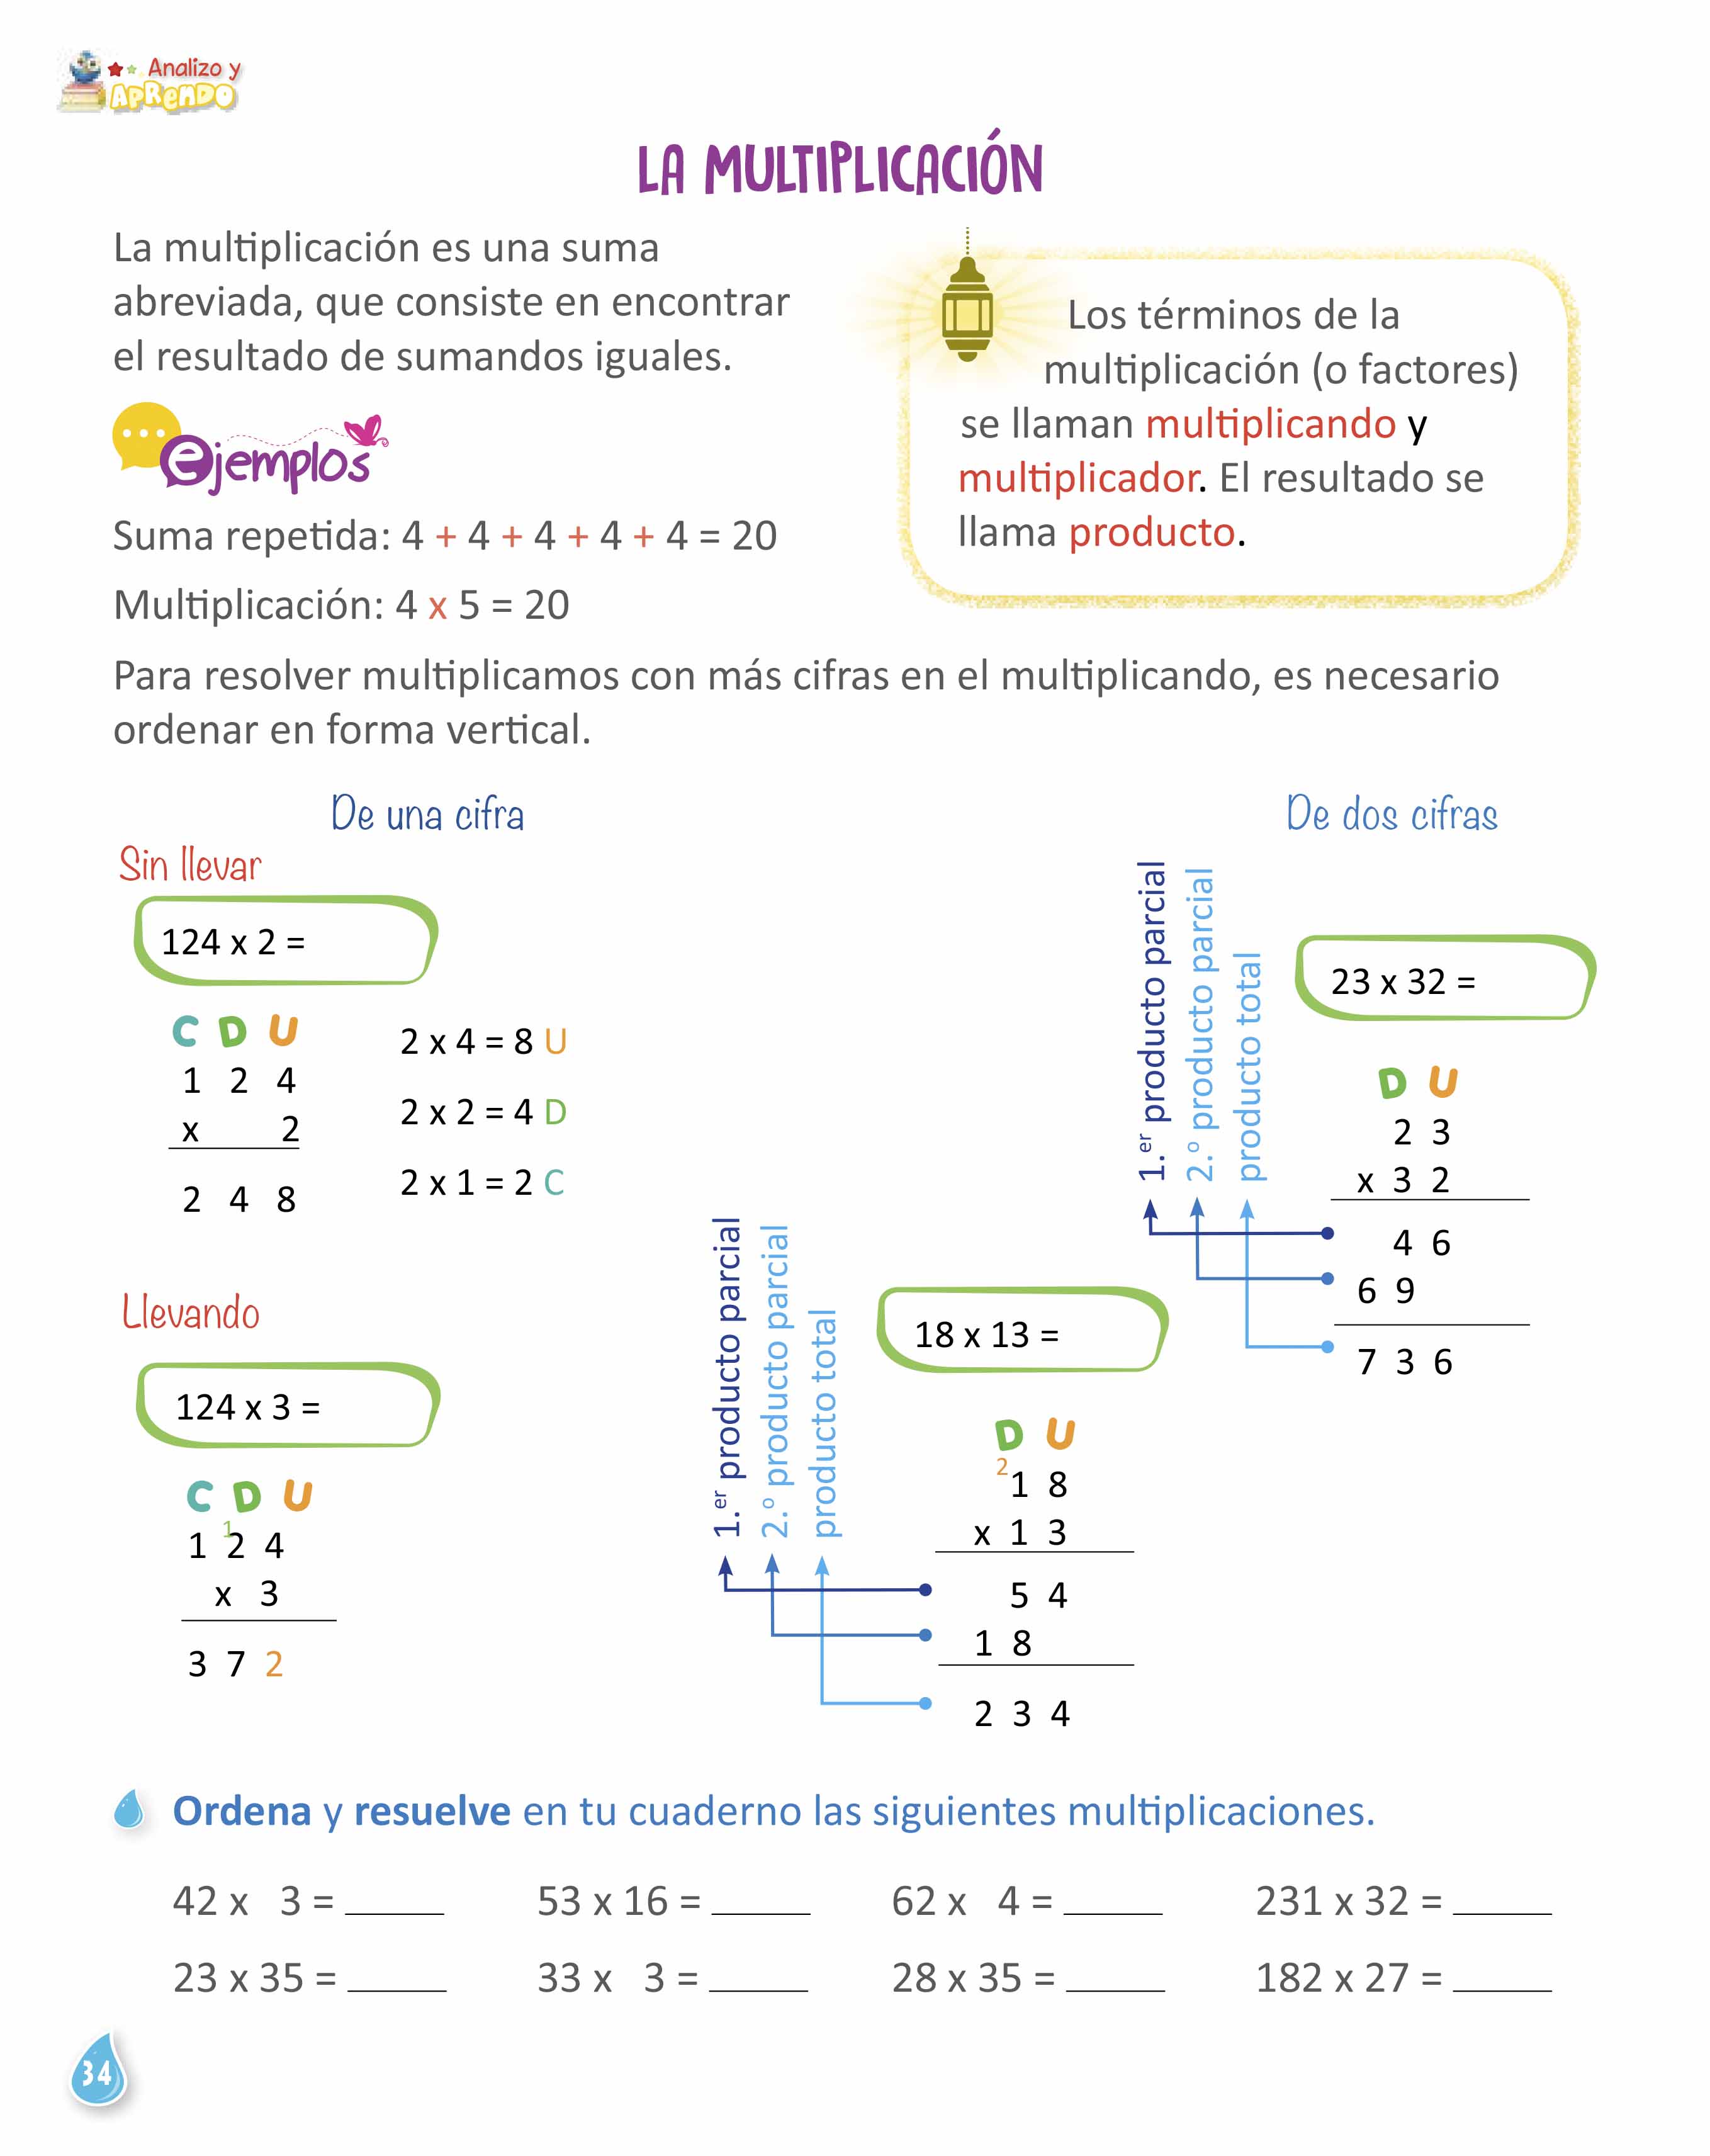 Analizo y
APRENDO
LA MULTIPLICACIÓN
La multiplicación es una suma
abreviada, que consiste en encontrar
el resultado de sumandos iguales.
Ejemplos
Suma repetida: 4 + 4 + 4 + 4 + 4 = 20
Multiplicación: 4 x 5 = 20
Los términos de la
multiplicación (o factores)
se llaman multiplicando y
multiplicador. El resultado se
llama producto.
Para resolver multiplicamos con más cifras en el multiplicando, es necesario
ordenar en forma vertical.
De una cifra
Sin llevar
124 x 2 =
C D U
1 2 4
x 2
2 4 8
2 x 4 = 8 U
2 x 2 = 4 D
2 x 1 = 2 C
Llevando
124 x 3 =
C D U
1
1 2 4
x 3
3 7 2
1.er producto parcial
2.o producto parcial
producto total
18 x 13 =
D U
2
1 8
x 1 3
5 4
1 8
2 3 4
De dos cifras
1.er producto parcial
2.o producto parcial
producto total
23 x 32 =
D U
2 3
x 3 2
4 6
6 9
7 3 6
Ordena y resuelve en tu cuaderno las siguientes multiplicaciones.
42 x 3 = _____ 53 x 16 = _____ 62 x 4 = _____ 231 x 32 = _____
23 x 35 = _____ 33 x 3 = _____ 28 x 35 = _____ 182 x 27 = _____
34